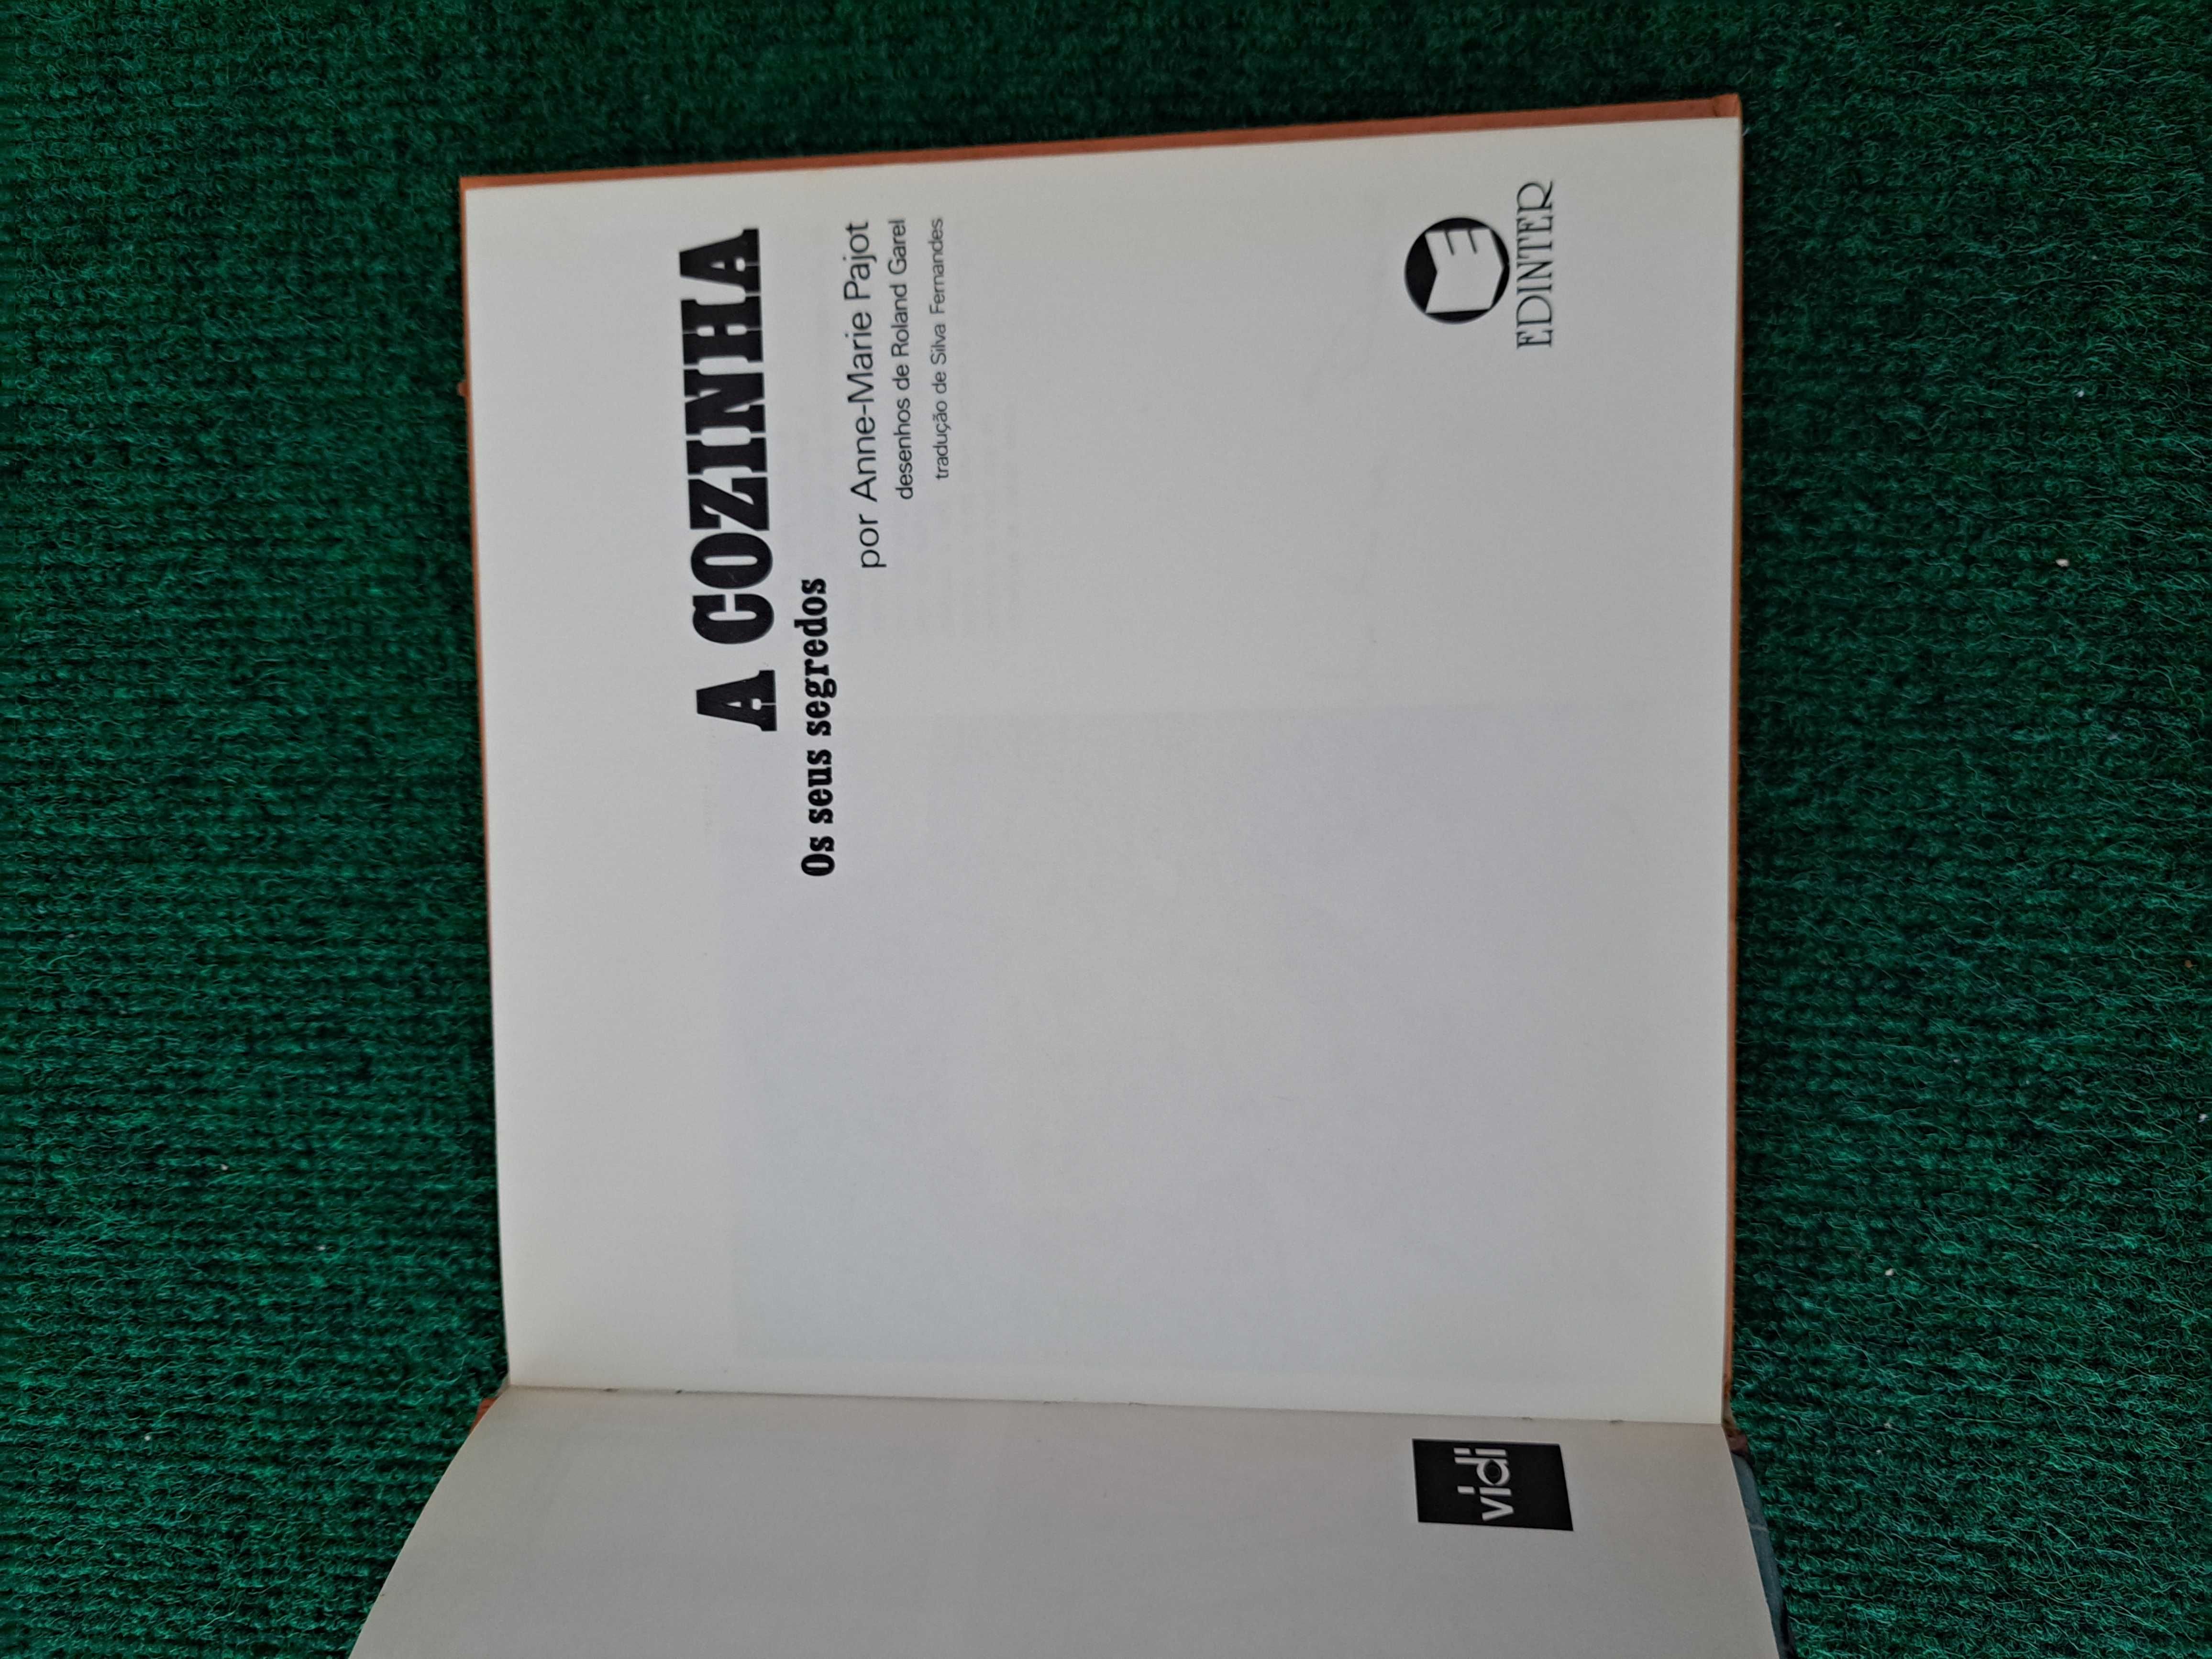 A COZINHA
Os seus segredos
por Anne-Marie Pajot
desenhos de Roland Garel
tradução de Silva Fernandes
EDINTER
vidi